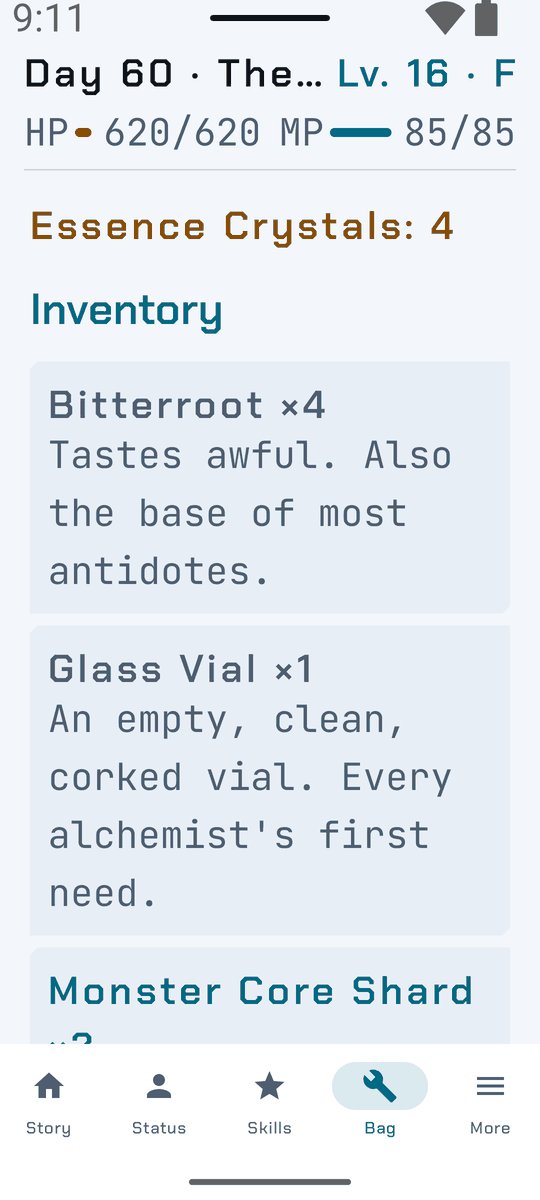 9:11
Day 60 · The… Lv. 16 · F
HP 620/620 MP 85/85
Essence Crystals: 4
Inventory
Bitterroot ×4
Tastes awful. Also
the base of most
antidotes.
Glass Vial ×1
An empty, clean,
corked vial. Every
alchemist's first
need.
Monster Core Shard
Story Status Skills Bag More